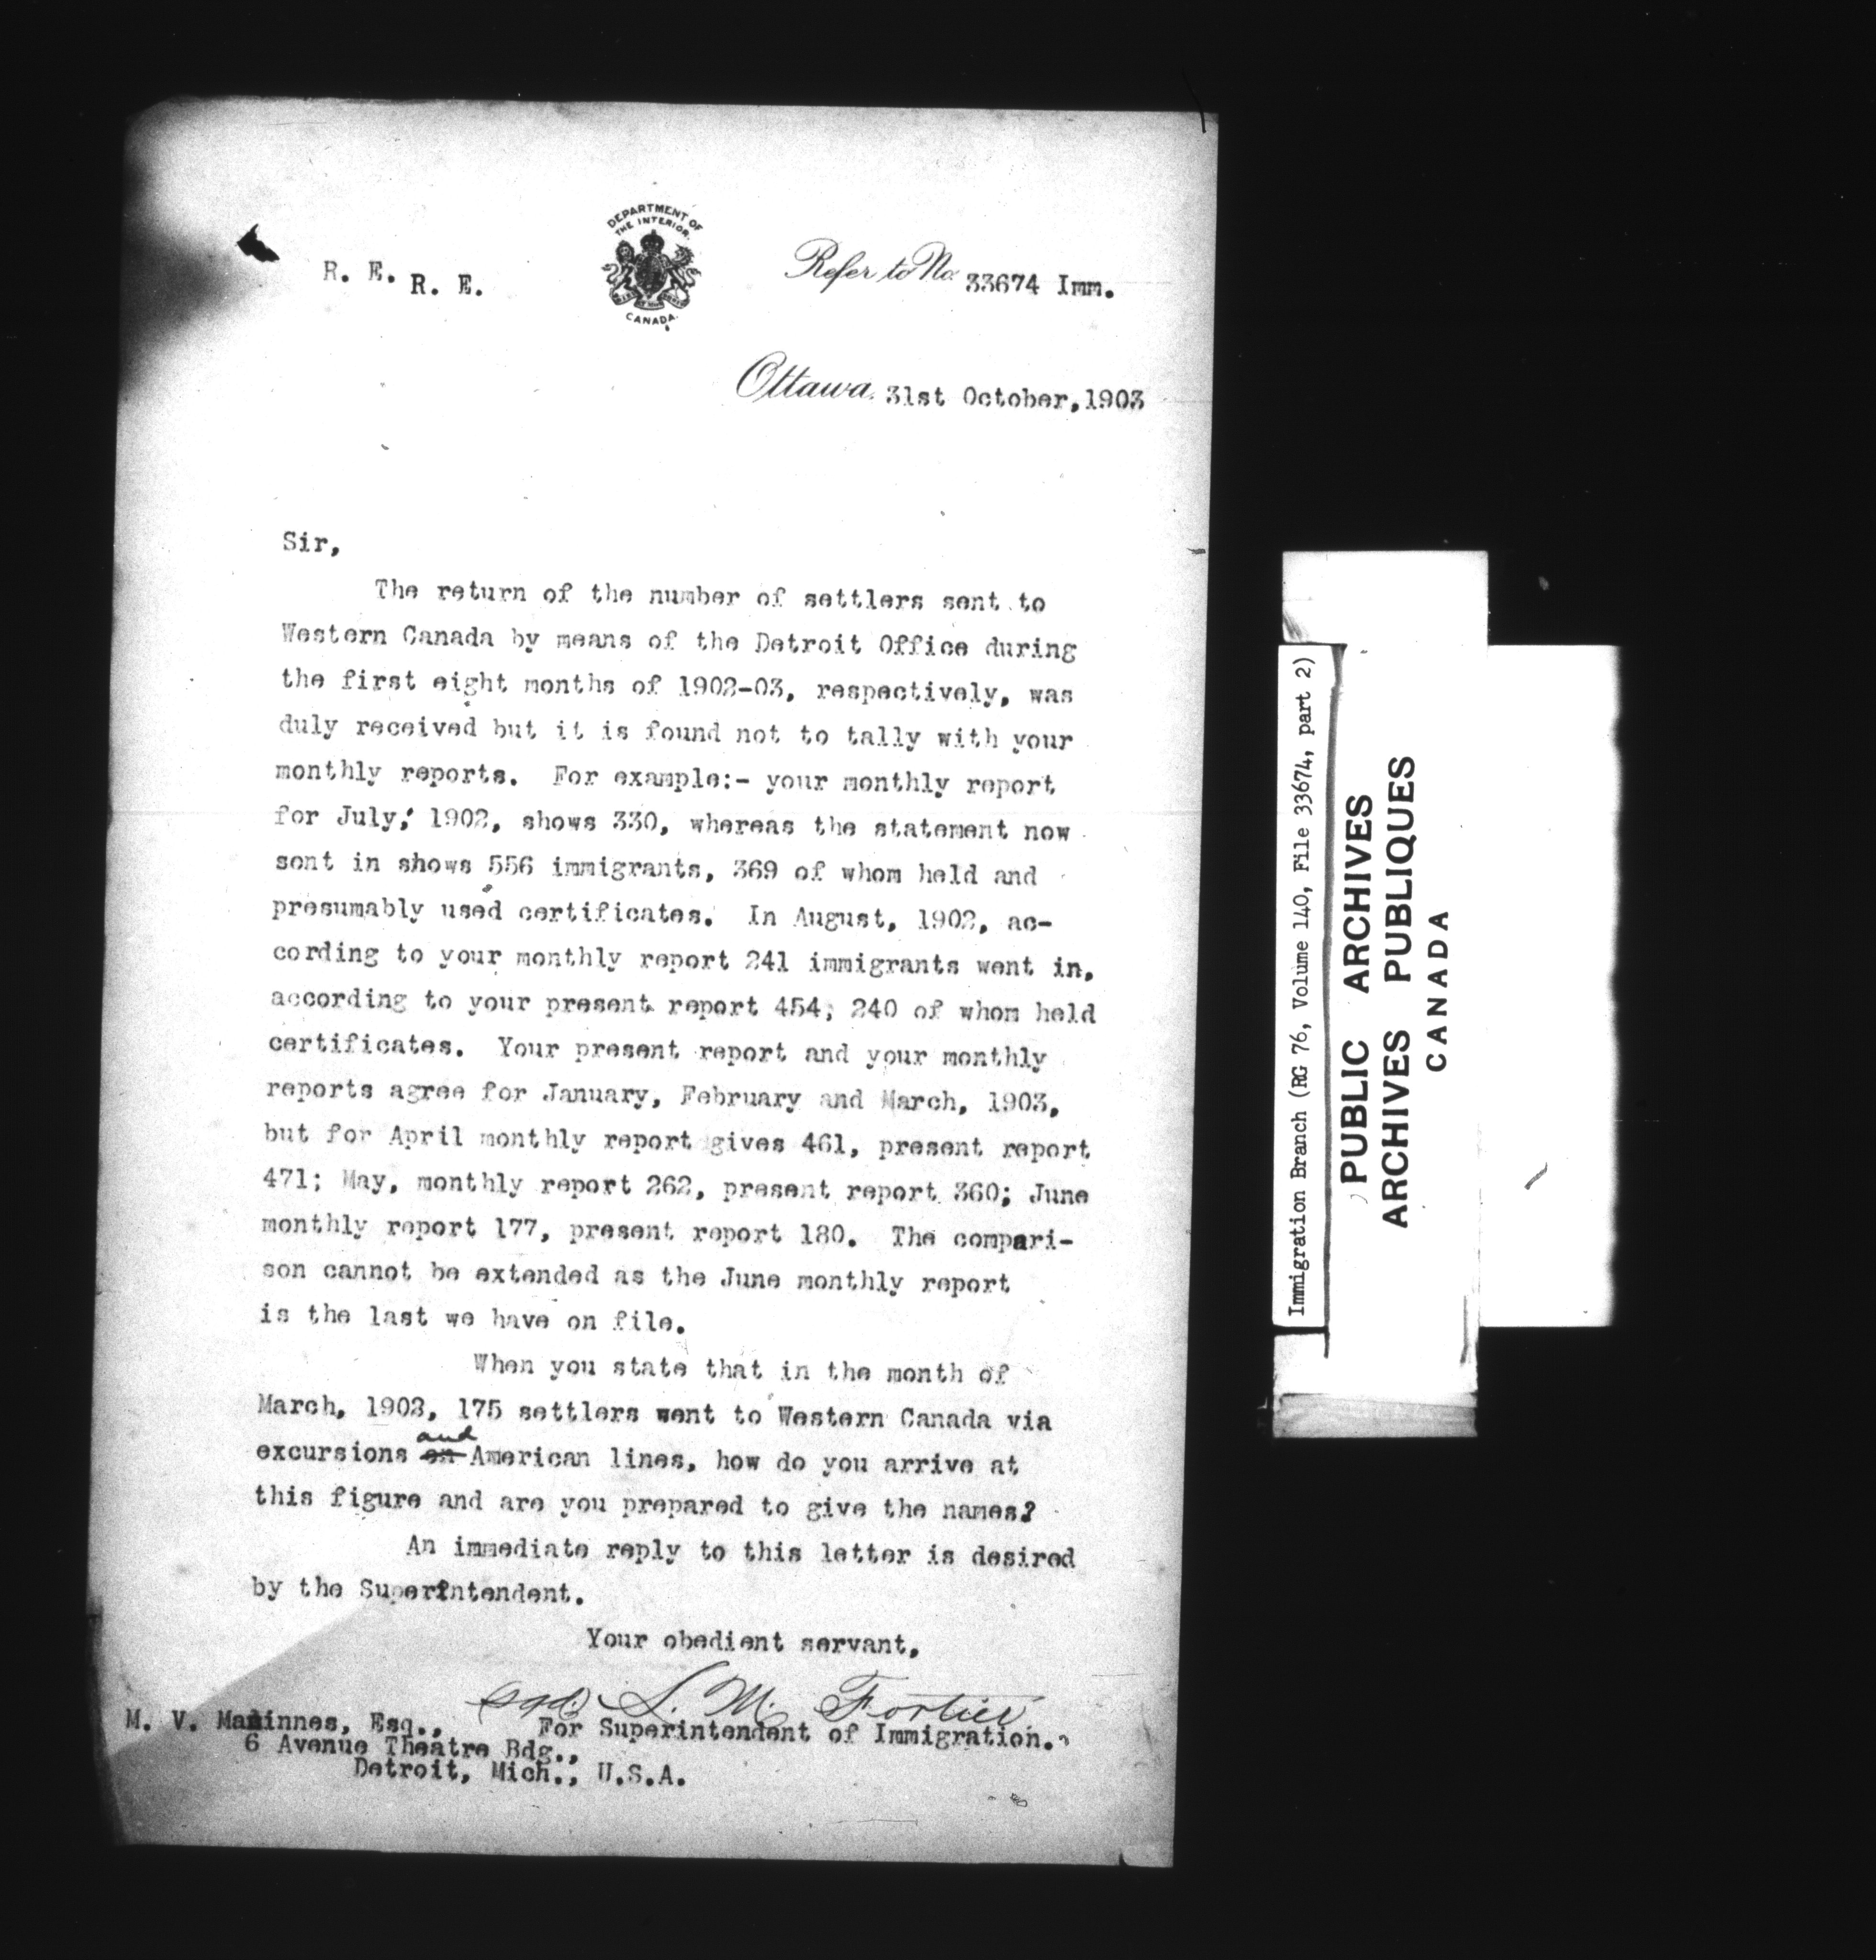 DEPARTMENT OF
THE INTERIOR.
CANADA.
R. E. R. E.
Refer to No. 33674 Imm.
Ottawa, 31st October, 1903
Sir,
The return of the number of settlers sent to
Western Canada by means of the Detroit Office during
the first eight months of 1902-03, respectively, was
duly received but it is found not to tally with your
monthly reports. For example:- your monthly report
for July, 1902, shows 330, whereas the statement now
sent in shows 556 immigrants, 369 of whom held and
presumably used certificates. In August, 1902, ac-
cording to your monthly report 241 immigrants went in,
according to your present report 454; 240 of whom held
certificates. Your present report and your monthly
reports agree for January, February and March, 1903,
but for April monthly report gives 461, present report
471; May, monthly report 262, present report 360; June
monthly report 177, present report 180. The compari-
son cannot be extended as the June monthly report
is the last we have on file.
When you state that in the month of
March, 1903, 175 settlers went to Western Canada via
excursions and American lines, how do you arrive at
this figure and are you prepared to give the names?
An immediate reply to this letter is desired
by the Superintendent.
Your obedient servant,
(sgd) L. M. Fortier
For Superintendent of Immigration.
M. V. MacInnes, Esq.,
6 Avenue Theatre Bdg.,
Detroit, Mich., U.S.A.
Immigration Branch (RG 76, Volume 140, File 33674, part 2)
PUBLIC ARCHIVES
ARCHIVES PUBLIQUES
CANADA